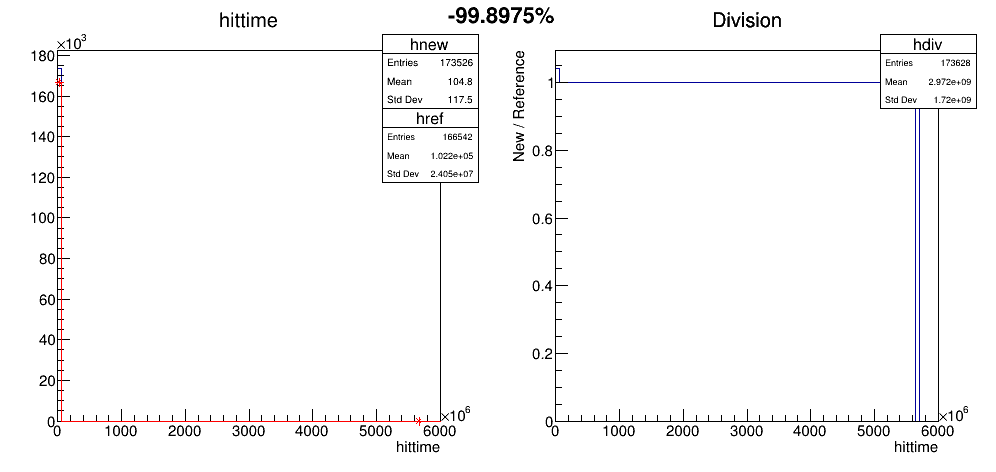 -99.8975%
hittime
×10³
180
160
140
120
100
80
60
40
20
0
0 1000 2000 3000 4000 5000 6000
×10⁶
hittime
hnew
Entries 173526
Mean 104.8
Std Dev 117.5
href
Entries 166542
Mean 1.022e+05
Std Dev 2.405e+07
Division
New / Reference
1
0.8
0.6
0.4
0.2
0
0 1000 2000 3000 4000 5000 6000
×10⁶
hittime
hdiv
Entries 173628
Mean 2.972e+09
Std Dev 1.72e+09